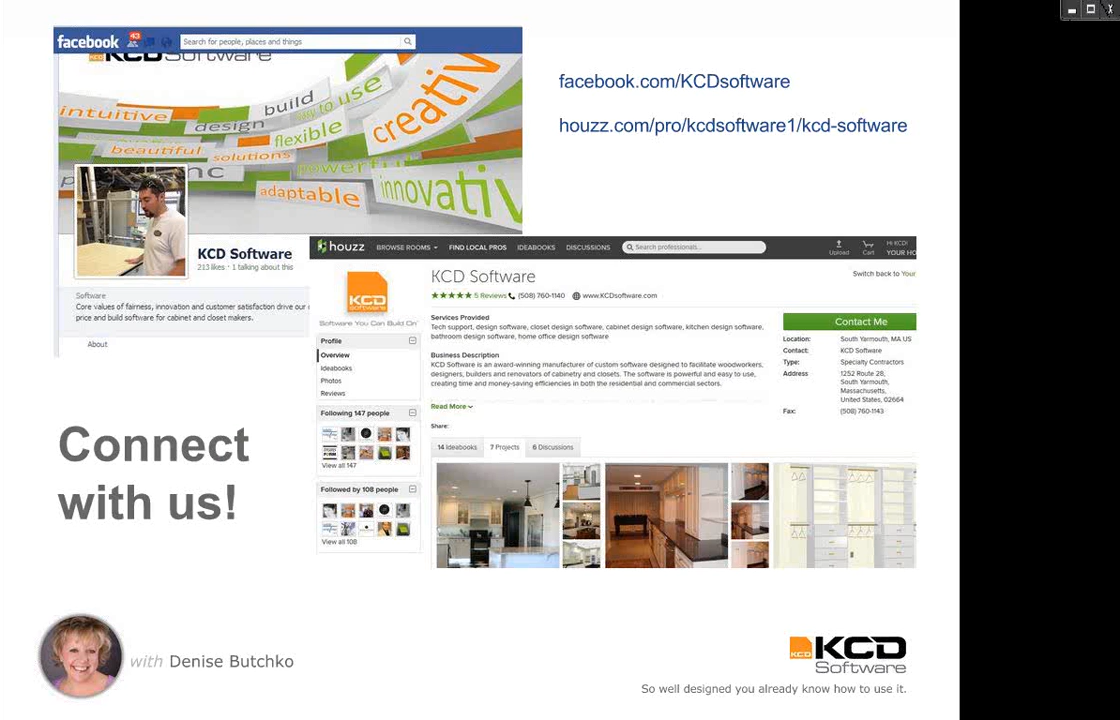 facebook
43
Search for people, places and things
KCD Software
intuitive
build
easy to use
creativ
design
flexible
beautiful
solutions
powerful
nc
adaptable
innovativ
KCD Software
213 likes · 1 talking about this
Software
Core values of fairness, innovation and customer satisfaction drive our
price and build software for cabinet and closet makers.
About
facebook.com/KCDsoftware
houzz.com/pro/kcdsoftware1/kcd-software
houzz
BROWSE ROOMS
FIND LOCAL PROS
IDEABOOKS
DISCUSSIONS
Search professionals...
Upload
Cart
Hi KCD!
YOUR HO
KCD
software
Software You Can Build On
KCD Software
Switch back to Your
5 Reviews
(508) 760-1140
www.KCDsoftware.com
Services Provided
Tech support, design software, closet design software, cabinet design software, kitchen design software,
bathroom design software, home office design software
Business Description
KCD Software is an award-winning manufacturer of custom software designed to facilitate woodworkers,
designers, builders and renovators of cabinetry and closets. The software is powerful and easy to use,
creating time and money-saving efficiencies in both the residential and commercial sectors.
Read More
Share:
14 Ideabooks
7 Projects
6 Discussions
Contact Me
Location: South Yarmouth, MA US
Contact: KCD Software
Type: Specialty Contractors
Address 1252 Route 28,
South Yarmouth,
Massachusetts,
United States, 02664
Fax: (508) 760-1143
Profile
Overview
Ideabooks
Photos
Reviews
Following 147 people
View all 147
Followed by 108 people
View all 108
Connect
with us!
with Denise Butchko
KCD
KCD
Software
So well designed you already know how to use it.